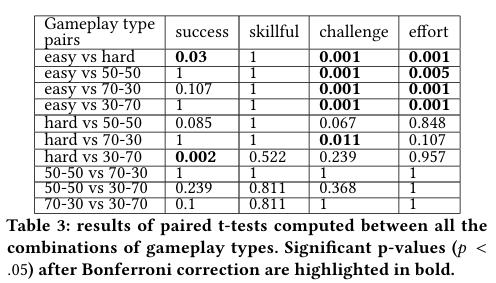 Gameplay type pairs | success | skillful | challenge | effort
easy vs hard | 0.03 | 1 | 0.001 | 0.001
easy vs 50-50 | 1 | 1 | 0.001 | 0.005
easy vs 70-30 | 0.107 | 1 | 0.001 | 0.001
easy vs 30-70 | 1 | 1 | 0.001 | 0.001
hard vs 50-50 | 0.085 | 1 | 0.067 | 0.848
hard vs 70-30 | 1 | 1 | 0.011 | 0.107
hard vs 30-70 | 0.002 | 0.522 | 0.239 | 0.957
50-50 vs 70-30 | 1 | 1 | 1 | 1
50-50 vs 30-70 | 0.239 | 0.811 | 0.368 | 1
70-30 vs 30-70 | 0.1 | 0.811 | 1 | 1
Table 3: results of paired t-tests computed between all the
combinations of gameplay types. Significant p-values (p <
.05) after Bonferroni correction are highlighted in bold.